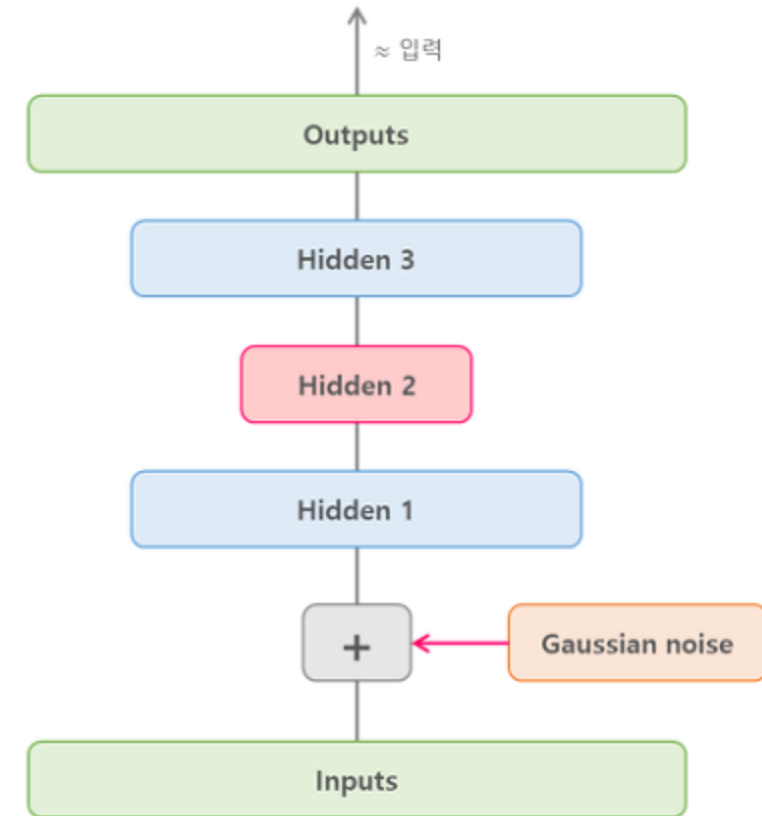 ≈ 입력
Outputs
Hidden 3
Hidden 2
Hidden 1
+
Gaussian noise
Inputs